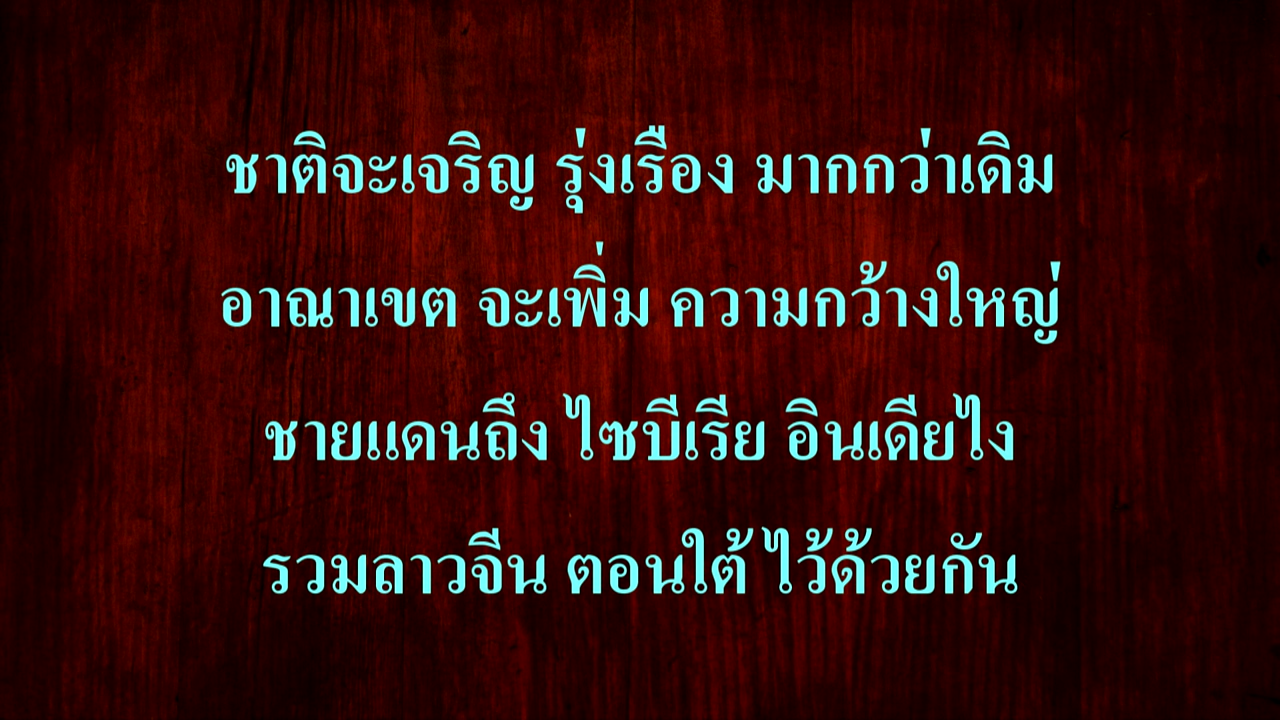 ชาติจะเจริญ รุ่งเรือง มากกว่าเดิม
อาณาเขต จะเพิ่ม ความกว้างใหญ่
ชายแดนถึง ไซบีเรีย อินเดียไง
รวมลาวจีน ตอนใต้ ไว้ด้วยกัน